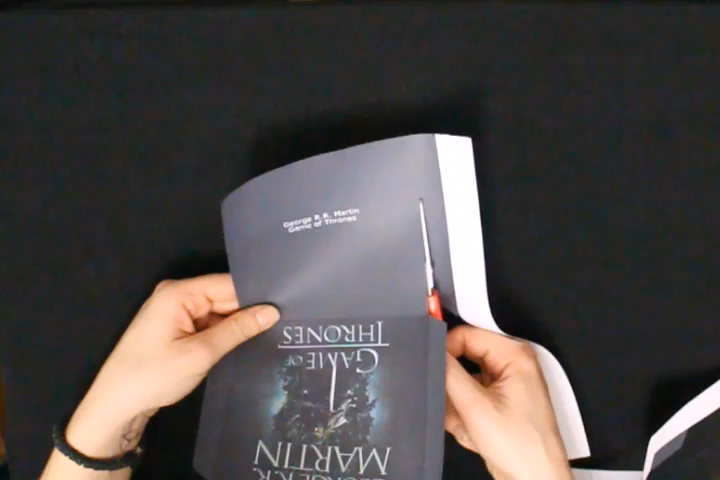 George R. K. Martin
Game of Thrones
MARTIN
GAME OF
THRONES